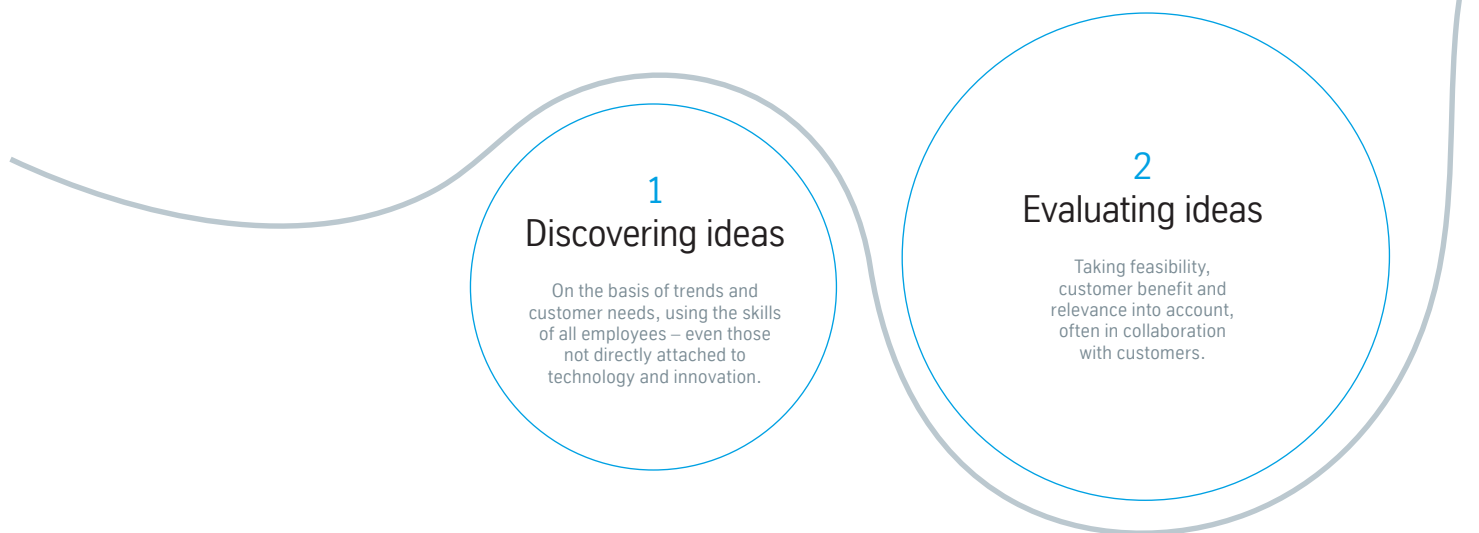 1
Discovering ideas
On the basis of trends and
customer needs, using the skills
of all employees – even those
not directly attached to
technology and innovation.
2
Evaluating ideas
Taking feasibility,
customer benefit and
relevance into account,
often in collaboration
with customers.